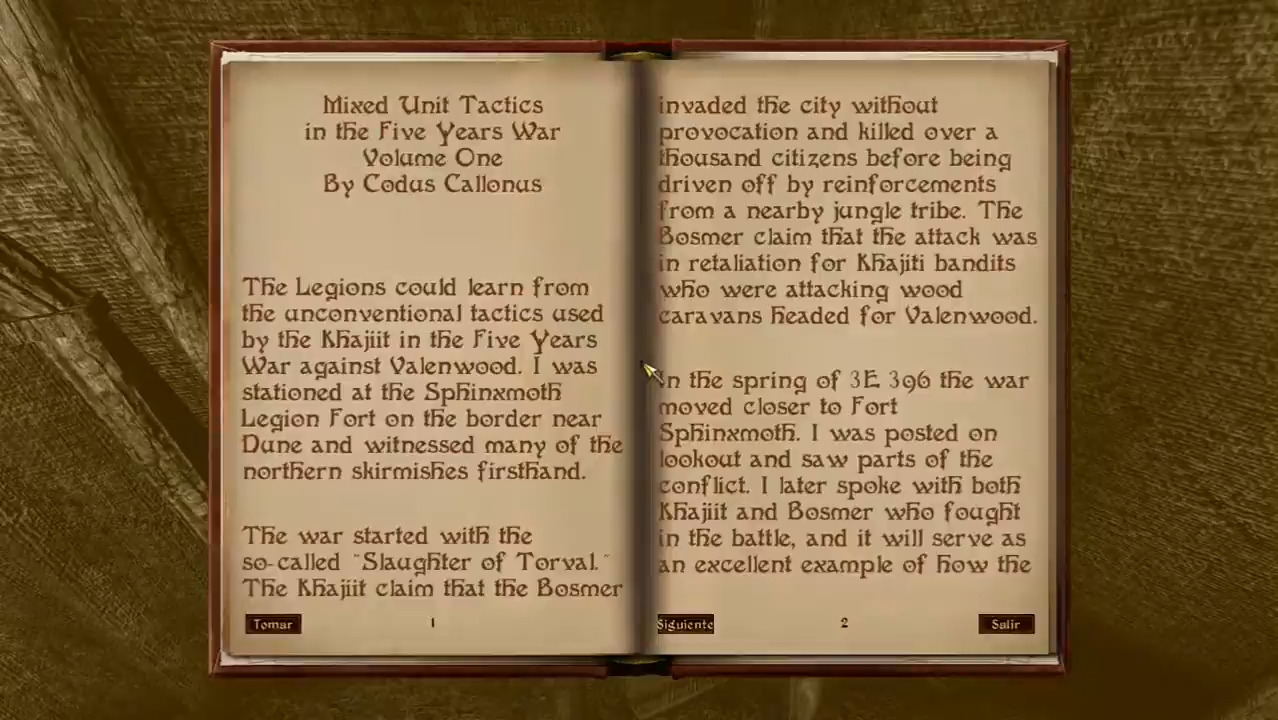 Mixed Unit Tactics
in the Five Years War
Volume One
By Codus Callonus
The Legions could learn from
the unconventional tactics used
by the Khajiit in the Five Years
War against Valenwood. I was
stationed at the Sphinxmoth
Legion Fort on the border near
Dune and witnessed many of the
northern skirmishes firsthand.
The war started with the
so-called "Slaughter of Torval."
The Khajiit claim that the Bosmer
Tomar
1
invaded the city without
provocation and killed over a
thousand citizens before being
driven off by reinforcements
from a nearby jungle tribe. The
Bosmer claim that the attack was
in retaliation for Khajiti bandits
who were attacking wood
caravans headed for Valenwood.
In the spring of 3E 396 the war
moved closer to Fort
Sphinxmoth. I was posted on
lookout and saw parts of the
conflict. I later spoke with both
Khajiit and Bosmer who fought
in the battle, and it will serve as
an excellent example of how the
Siguiente
2
Salir